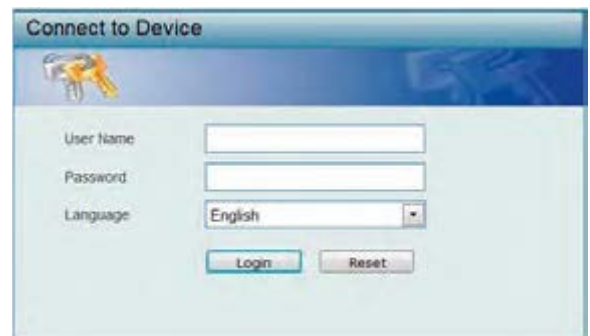 Connect to Device
User Name
Password
Language English
Login Reset